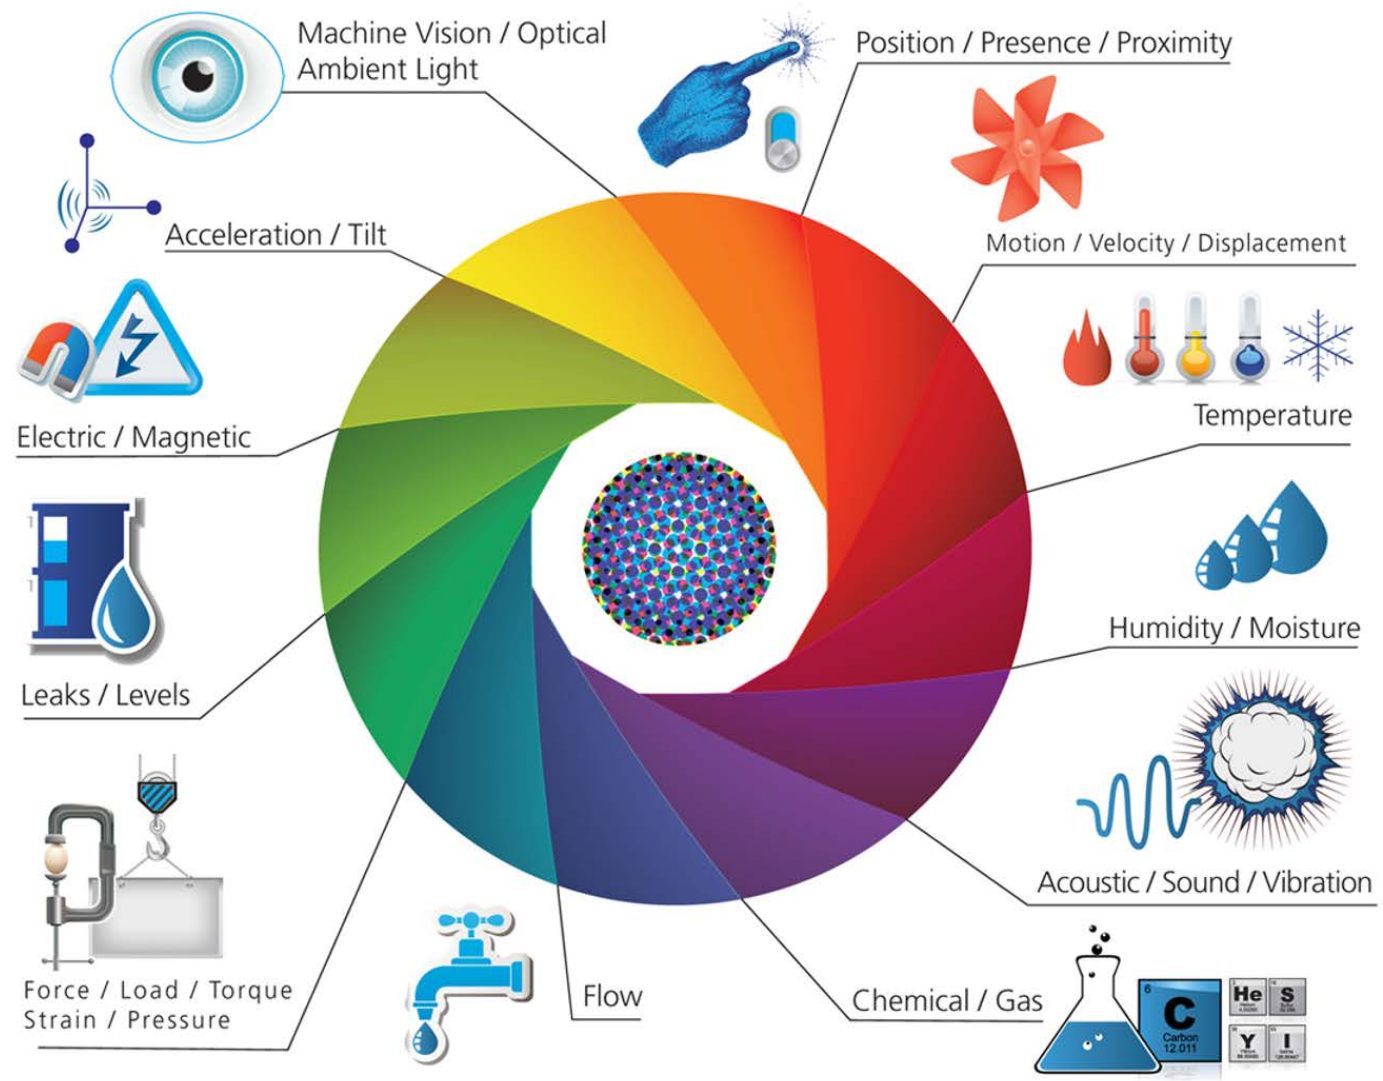 Machine Vision / Optical
Ambient Light
Position / Presence / Proximity
Acceleration / Tilt
Motion / Velocity / Displacement
Electric / Magnetic
Temperature
Leaks / Levels
Humidity / Moisture
Acoustic / Sound / Vibration
Force / Load / Torque
Strain / Pressure
Flow
Chemical / Gas
6
C
Carbon
12.011
He
S
Y
I